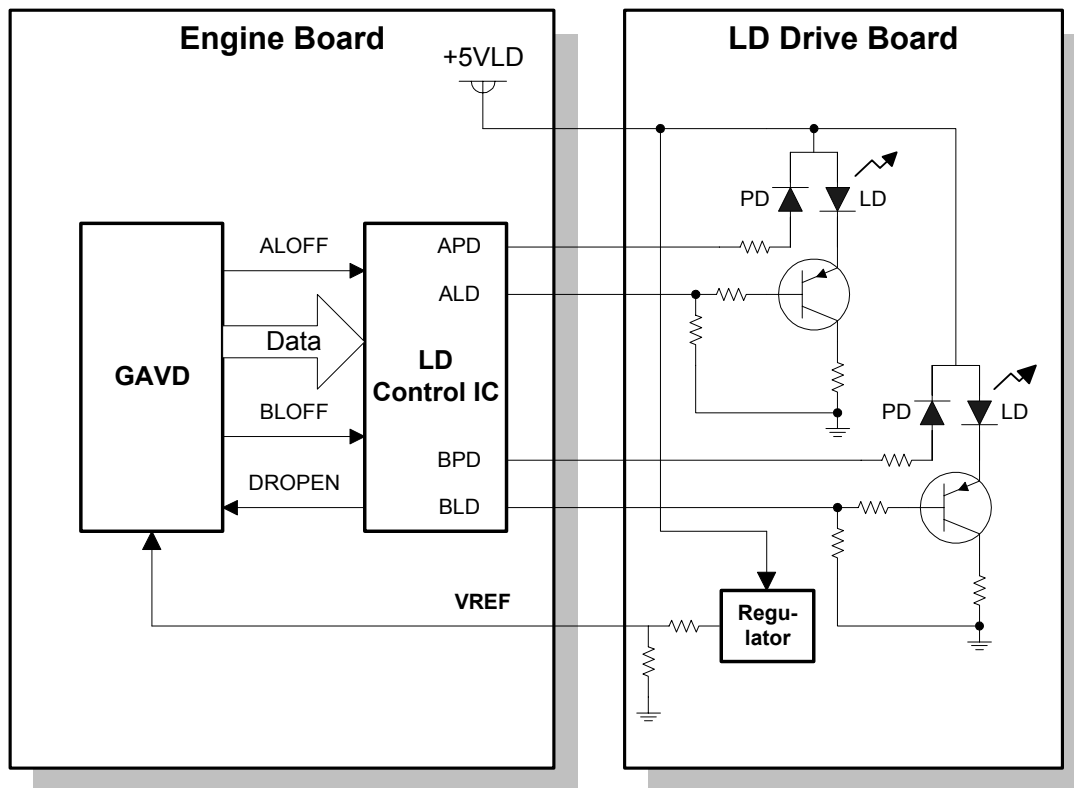 Engine Board
LD Drive Board
+5VLD
PD
LD
ALOFF
APD
ALD
Data
GAVD
LD
Control IC
BLOFF
PD
LD
BPD
DROPEN
BLD
VREF
Regu-
lator